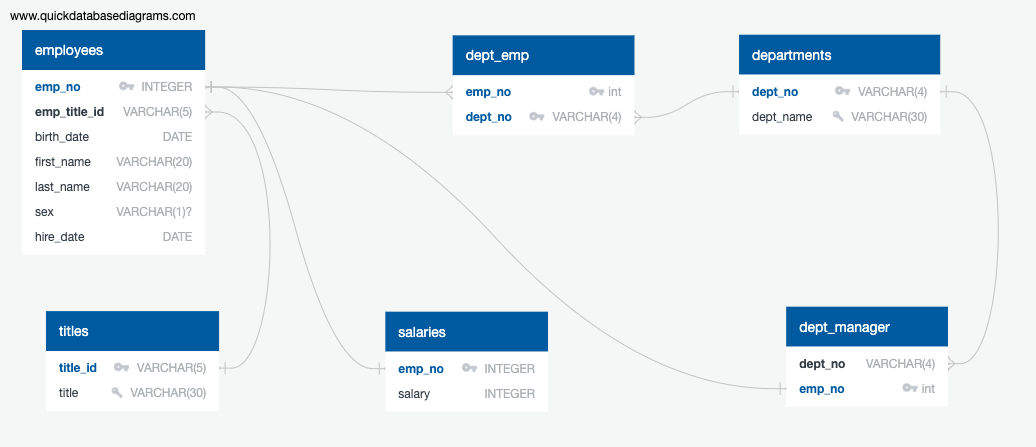 www.quickdatabasediagrams.com
employees
emp_no INTEGER
emp_title_id VARCHAR(5)
birth_date DATE
first_name VARCHAR(20)
last_name VARCHAR(20)
sex VARCHAR(1)?
hire_date DATE
dept_emp
emp_no int
dept_no VARCHAR(4)
departments
dept_no VARCHAR(4)
dept_name VARCHAR(30)
titles
title_id VARCHAR(5)
title VARCHAR(30)
salaries
emp_no INTEGER
salary INTEGER
dept_manager
dept_no VARCHAR(4)
emp_no int